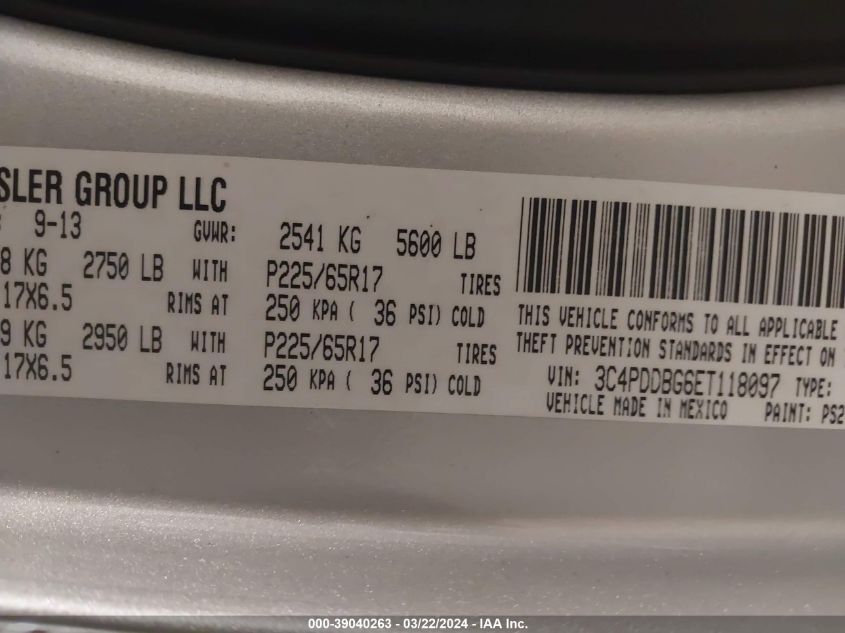 SLER GROUP LLC
9-13 GVWR: 2541 KG 5600 LB
8 KG 2750 LB WITH P225/65R17 TIRES
17X6.5 RIMS AT 250 KPA ( 36 PSI) COLD
9 KG 2950 LB WITH P225/65R17 TIRES
17X6.5 RIMS AT 250 KPA ( 36 PSI) COLD
THIS VEHICLE CONFORMS TO ALL APPLICABLE
THEFT PREVENTION STANDARDS IN EFFECT ON
VIN: 3C4PDDBG6ET118097 TYPE:
VEHICLE MADE IN MEXICO PAINT: PS2
000-39040263 - 03/22/2024 - IAA Inc.